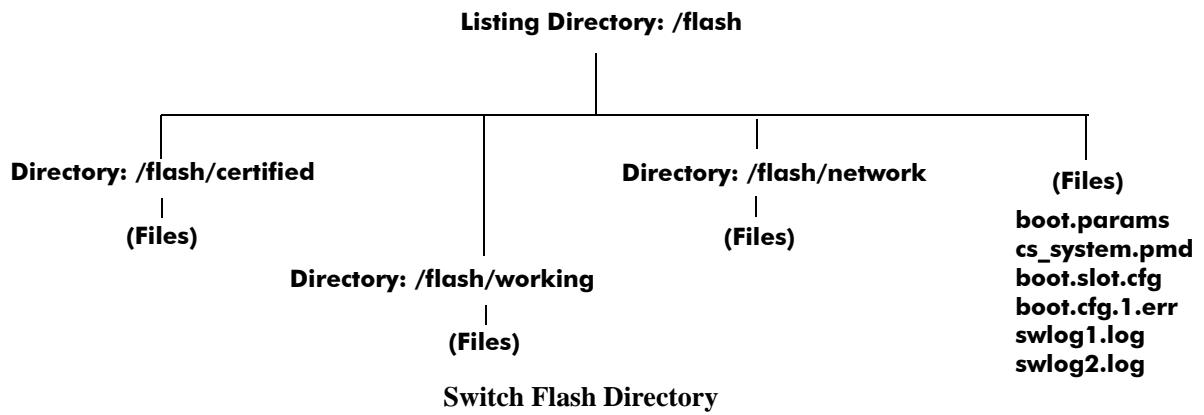 Listing Directory: /flash
Directory: /flash/certified
(Files)
Directory: /flash/working
(Files)
Directory: /flash/network
(Files)
(Files)
boot.params
cs_system.pmd
boot.slot.cfg
boot.cfg.1.err
swlog1.log
swlog2.log
Switch Flash Directory